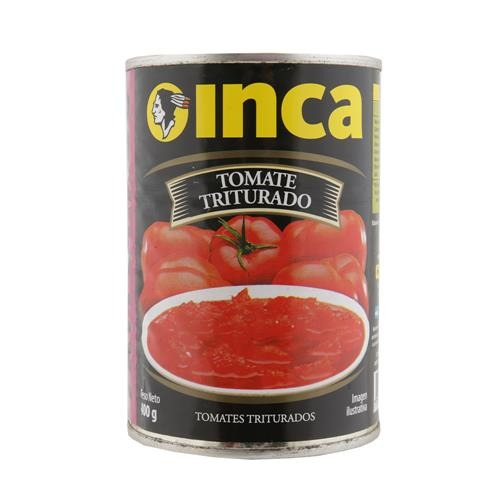 inca
TOMATE
TRITURADO
Peso Neto
400 g
Imagen
ilustrativa
TOMATES TRITURADOS